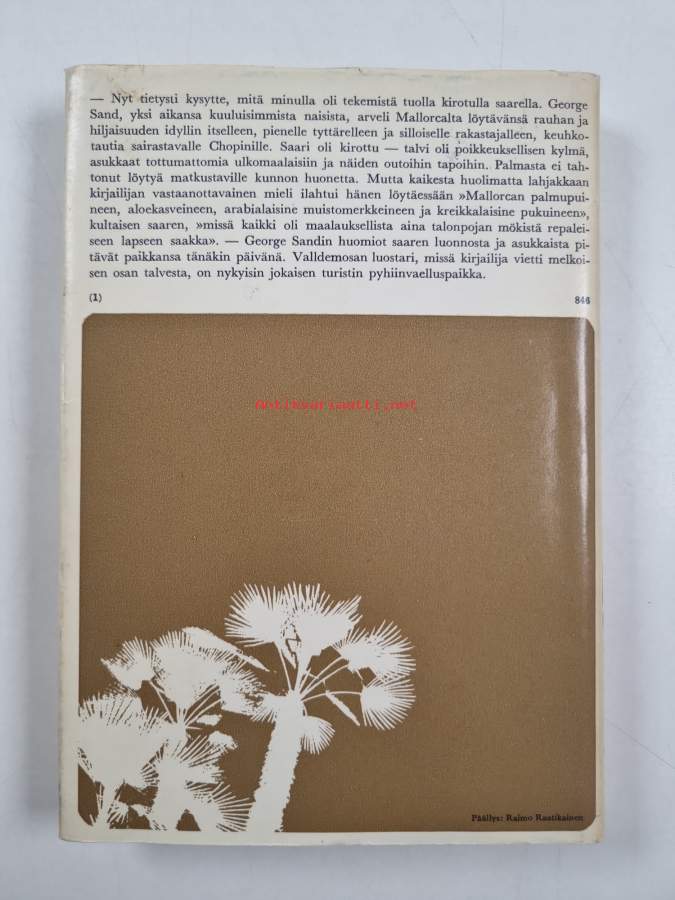 — Nyt tietysti kysytte, mitä minulla oli tekemistä tuolla kirotulla saarella. George
Sand, yksi aikansa kuuluisimmista naisista, arveli Mallorcalta löytävänsä rauhan ja
hiljaisuuden idyllin itselleen, pienelle tyttärelleen ja silloiselle rakastajalleen, keuhko-
tautia sairastavalle Chopinille. Saari oli kirottu — talvi oli poikkeuksellisen kylmä,
asukkaat tottumattomia ulkomaalaisiin ja näiden outoihin tapoihin. Palmasta ei tah-
tonut löytyä matkustaville kunnon huonetta. Mutta kaikesta huolimatta lahjakkaan
kirjailijan vastaanottavainen mieli ilahtui hänen löytäessään »Mallorcan palmupui-
neen, aloekasveineen, arabialaisine muistomerkkeineen ja kreikkalaisine pukuineen»,
kultaisen saaren, »missä kaikki oli maalauksellista aina talonpojan mökistä repalei-
seen lapseen saakka». — George Sandin huomiot saaren luonnosta ja asukkaista pi-
tävät paikkansa tänäkin päivänä. Valldemosan luostari, missä kirjailija vietti melkoi-
sen osan talvesta, on nykyisin jokaisen turistin pyhiinvaelluspaikka.
(1) 846
Antikvariaatti.net
Päällys: Raimo Raatikainen